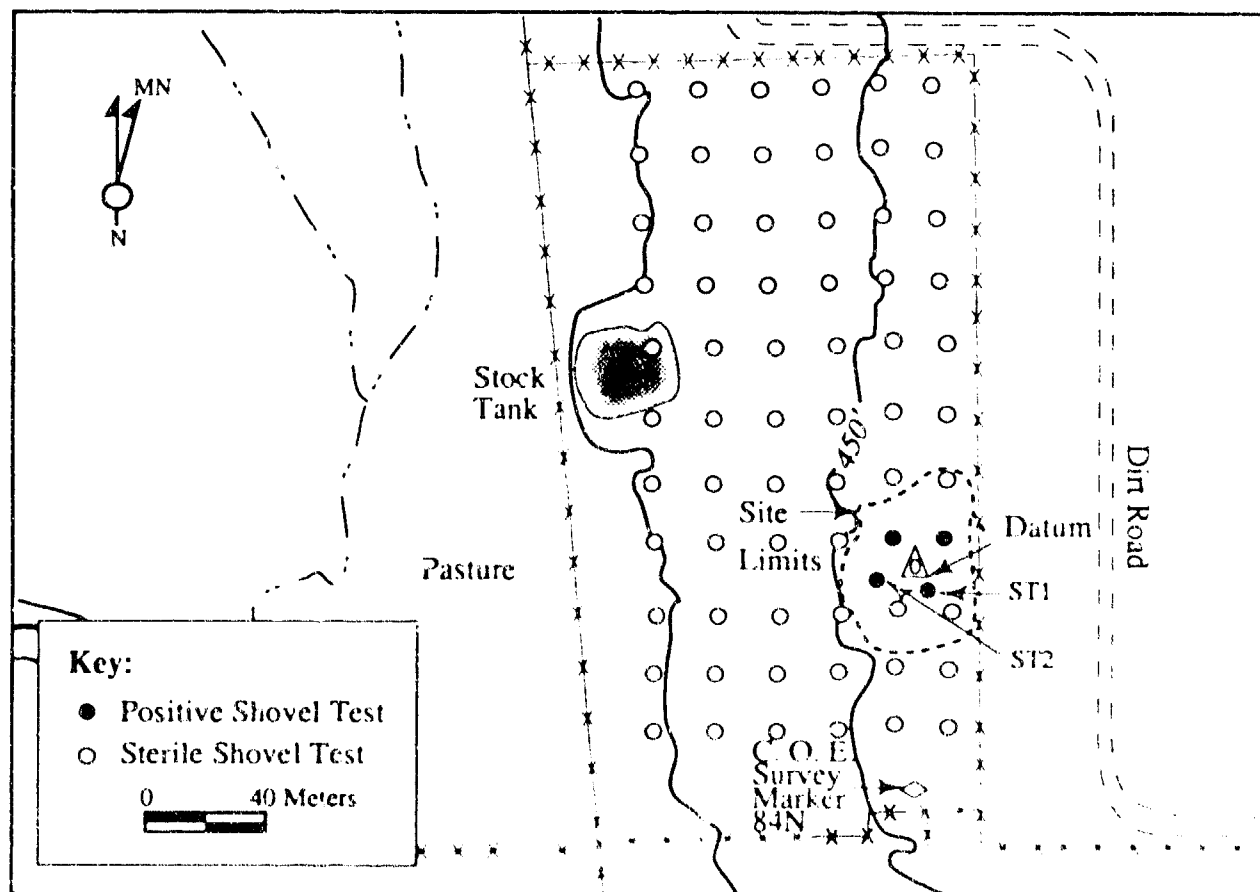 MN
N
Stock
Tank
450'
Site
Limits
Datum
Dirt Road
Pasture
ST1
ST2
Key:
Positive Shovel Test
Sterile Shovel Test
0 40 Meters
C. O. E.
Survey
Marker
84N